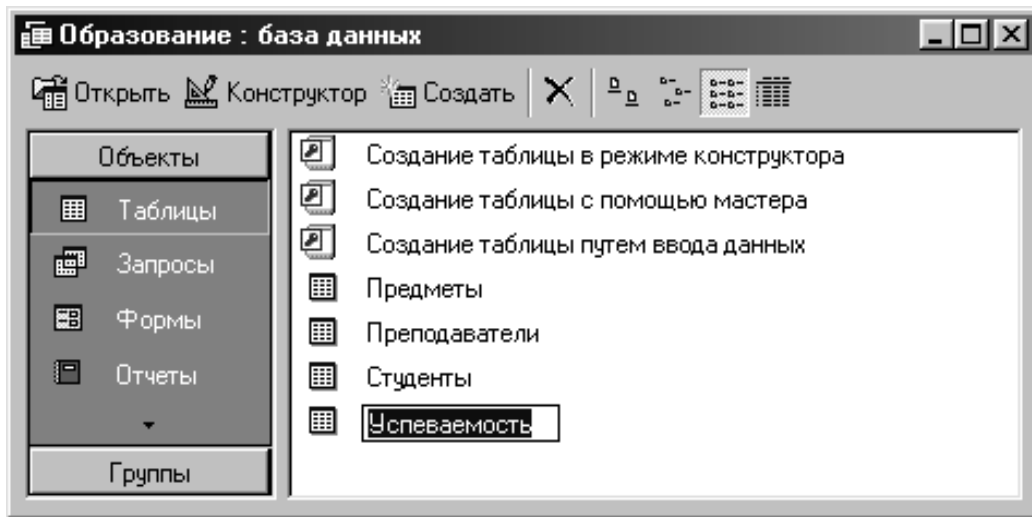 Образование : база данных
Открыть Конструктор Создать
Объекты
Таблицы
Запросы
Формы
Отчеты
Группы
Создание таблицы в режиме конструктора
Создание таблицы с помощью мастера
Создание таблицы путем ввода данных
Предметы
Преподаватели
Студенты
Успеваемость